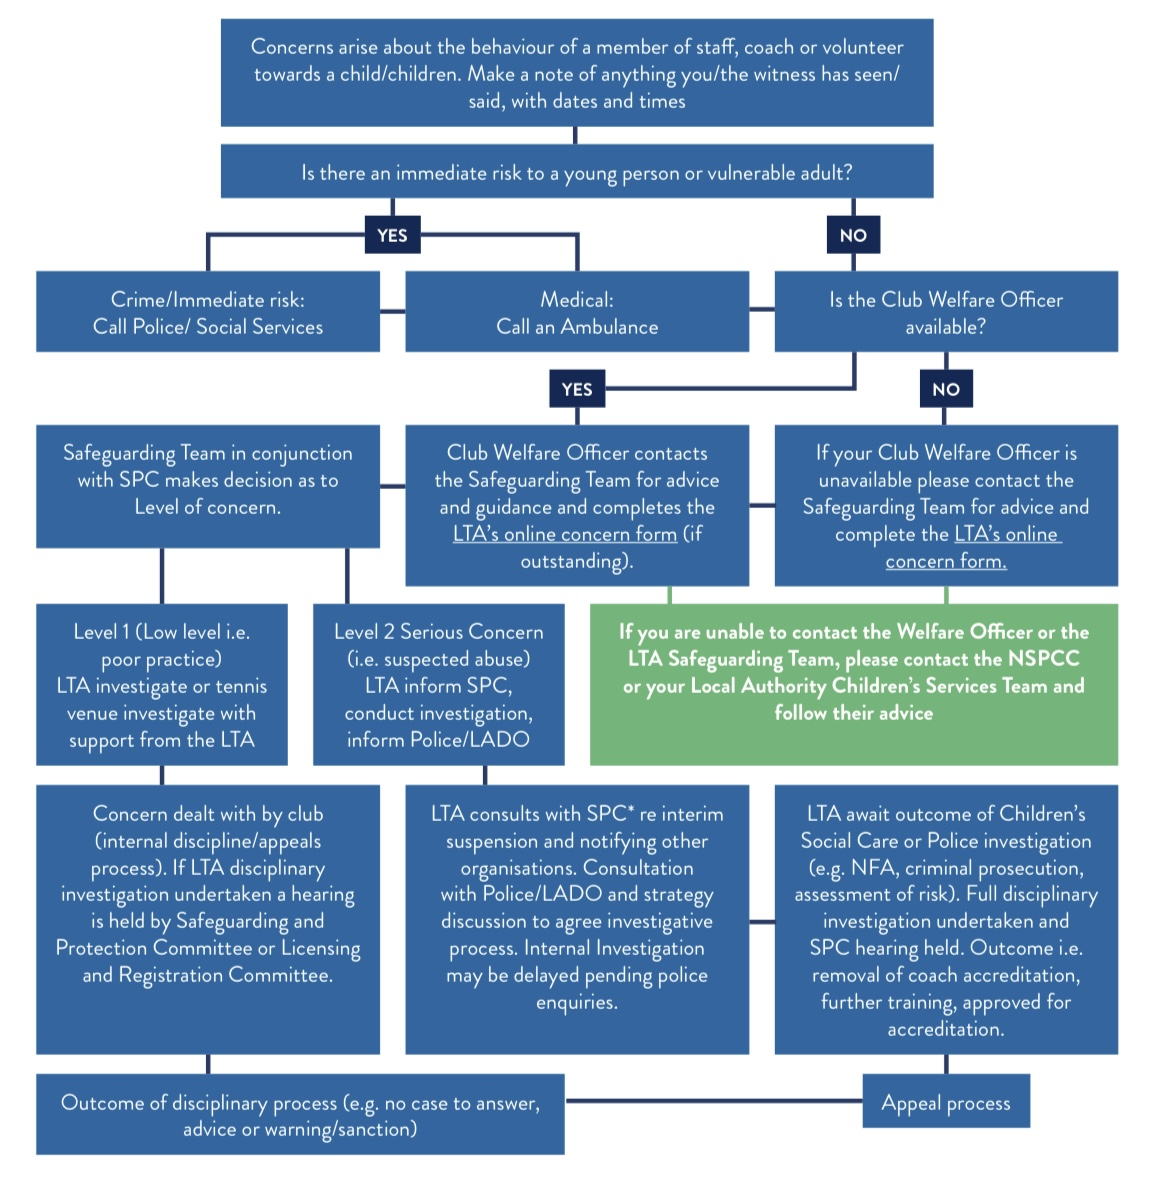 Concerns arise about the behaviour of a member of staff, coach or volunteer
towards a child/children. Make a note of anything you/the witness has seen/
said, with dates and times
Is there an immediate risk to a young person or vulnerable adult?
YES
NO
Crime/Immediate risk:
Call Police/ Social Services
Medical:
Call an Ambulance
Is the Club Welfare Officer
available?
YES
NO
Safeguarding Team in conjunction
with SPC makes decision as to
Level of concern.
Club Welfare Officer contacts
the Safeguarding Team for advice
and guidance and completes the
LTA's online concern form (if
outstanding).
If your Club Welfare Officer is
unavailable please contact the
Safeguarding Team for advice and
complete the LTA's online
concern form.
Level 1 (Low level i.e.
poor practice)
LTA investigate or tennis
venue investigate with
support from the LTA
Level 2 Serious Concern
(i.e. suspected abuse)
LTA inform SPC,
conduct investigation,
inform Police/LADO
If you are unable to contact the Welfare Officer or the
LTA Safeguarding Team, please contact the NSPCC
or your Local Authority Children's Services Team and
follow their advice
Concern dealt with by club
(internal discipline/appeals
process). If LTA disciplinary
investigation undertaken a hearing
is held by Safeguarding and
Protection Committee or Licensing
and Registration Committee.
LTA consults with SPC* re interim
suspension and notifying other
organisations. Consultation
with Police/LADO and strategy
discussion to agree investigative
process. Internal Investigation
may be delayed pending police
enquiries.
LTA await outcome of Children's
Social Care or Police investigation
(e.g. NFA, criminal prosecution,
assessment of risk). Full disciplinary
investigation undertaken and
SPC hearing held. Outcome i.e.
removal of coach accreditation,
further training, approved for
accreditation.
Outcome of disciplinary process (e.g. no case to answer,
advice or warning/sanction)
Appeal process